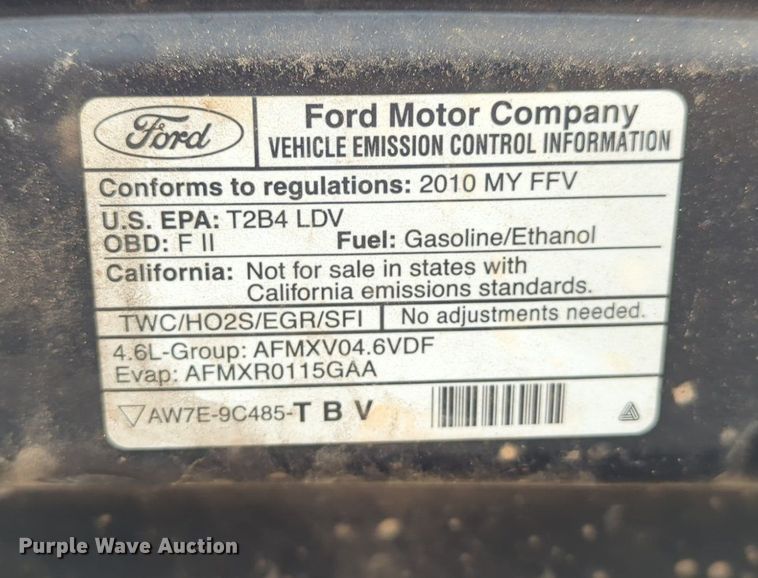 Ford
Ford Motor Company
VEHICLE EMISSION CONTROL INFORMATION
Conforms to regulations: 2010 MY FFV
U.S. EPA: T2B4 LDV
OBD: F II Fuel: Gasoline/Ethanol
California: Not for sale in states with
California emissions standards.
TWC/HO2S/EGR/SFI No adjustments needed.
4.6L-Group: AFMXV04.6VDF
Evap: AFMXR0115GAA
AW7E-9C485-T B V
Purple Wave Auction